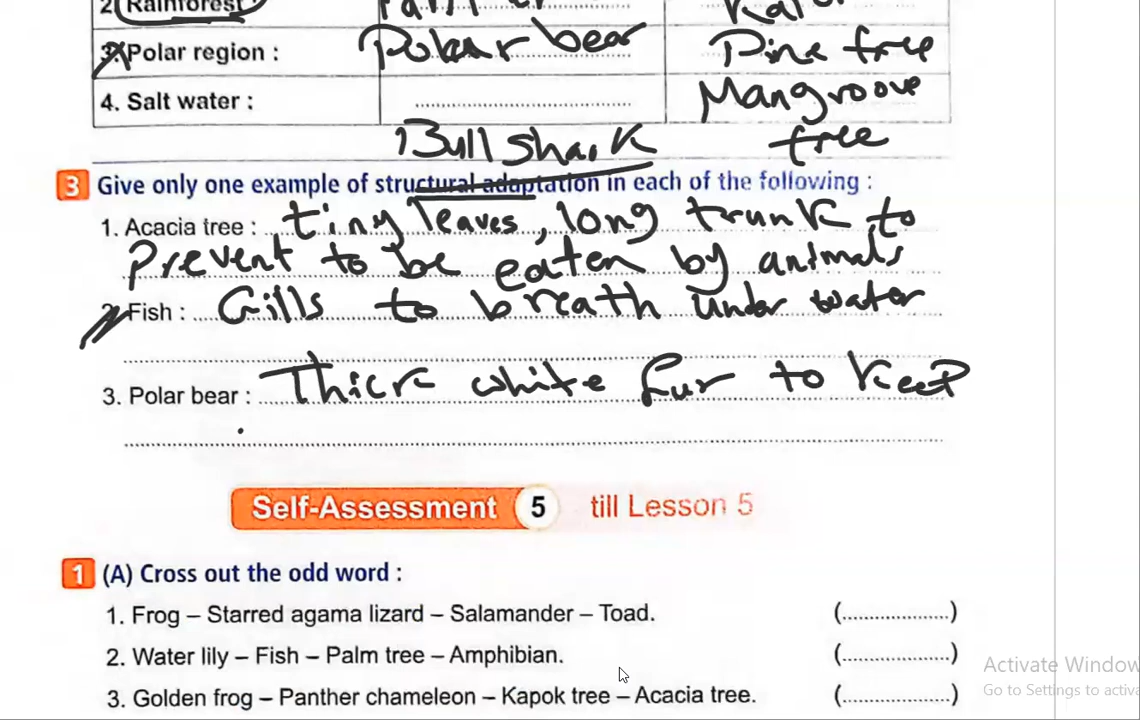 2. Rainforest
3. Polar region : Polar bear Pine tree
4. Salt water : Mangroove
Bull shark tree
3 Give only one example of structural adaptation in each of the following :
1. Acacia tree : tiny leaves, long trunk to
Prevent to be eaten by animals
2. Fish : Gills to breath under water
3. Polar bear : Thick white fur to keep
Self-Assessment 5 till Lesson 5
1 (A) Cross out the odd word :
1. Frog – Starred agama lizard – Salamander – Toad. (..................)
2. Water lily – Fish – Palm tree – Amphibian. (..................)
Activate Window
3. Golden frog – Panther chameleon – Kapok tree – Acacia tree. (..................)
Go to Settings to activa